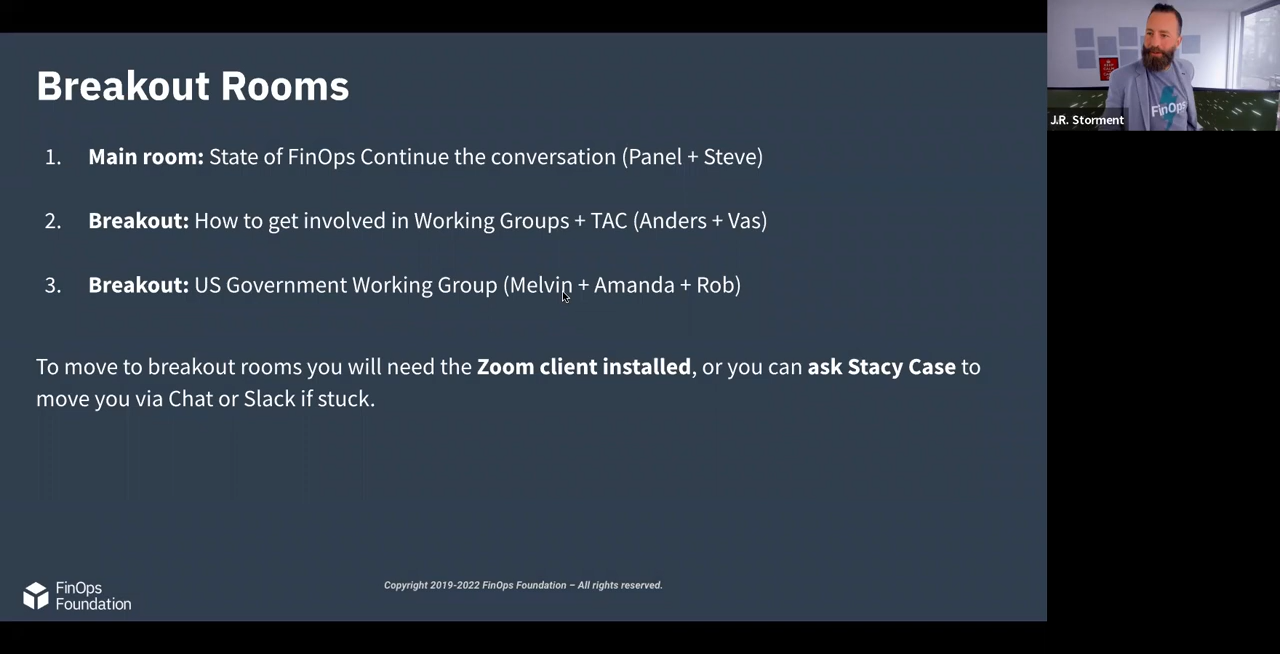 Breakout Rooms
1. Main room: State of FinOps Continue the conversation (Panel + Steve)
2. Breakout: How to get involved in Working Groups + TAC (Anders + Vas)
3. Breakout: US Government Working Group (Melvin + Amanda + Rob)
To move to breakout rooms you will need the Zoom client installed, or you can ask Stacy Case to
move you via Chat or Slack if stuck.
FinOps
Foundation
Copyright 2019-2022 FinOps Foundation – All rights reserved.
FinOps
J.R. Storment